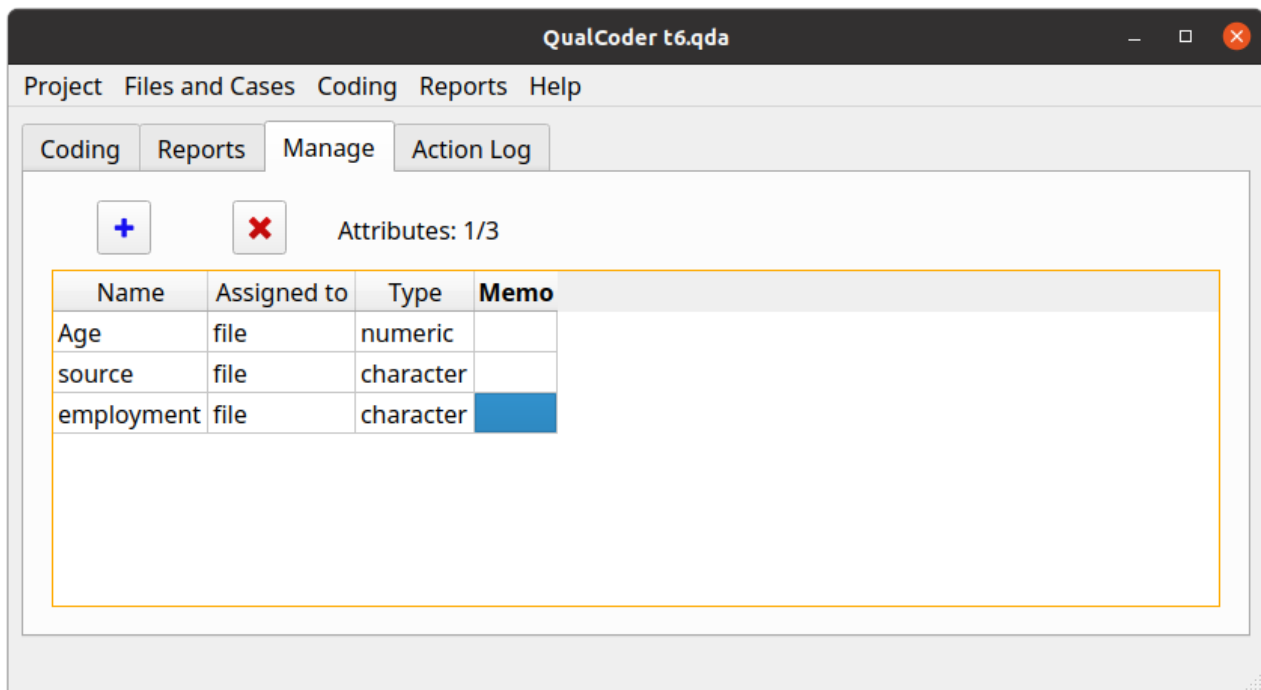 QualCoder t6.qda
Project Files and Cases Coding Reports Help
Coding Reports Manage Action Log
Attributes: 1/3
Name Assigned to Type Memo
Age file numeric
source file character
employment file character